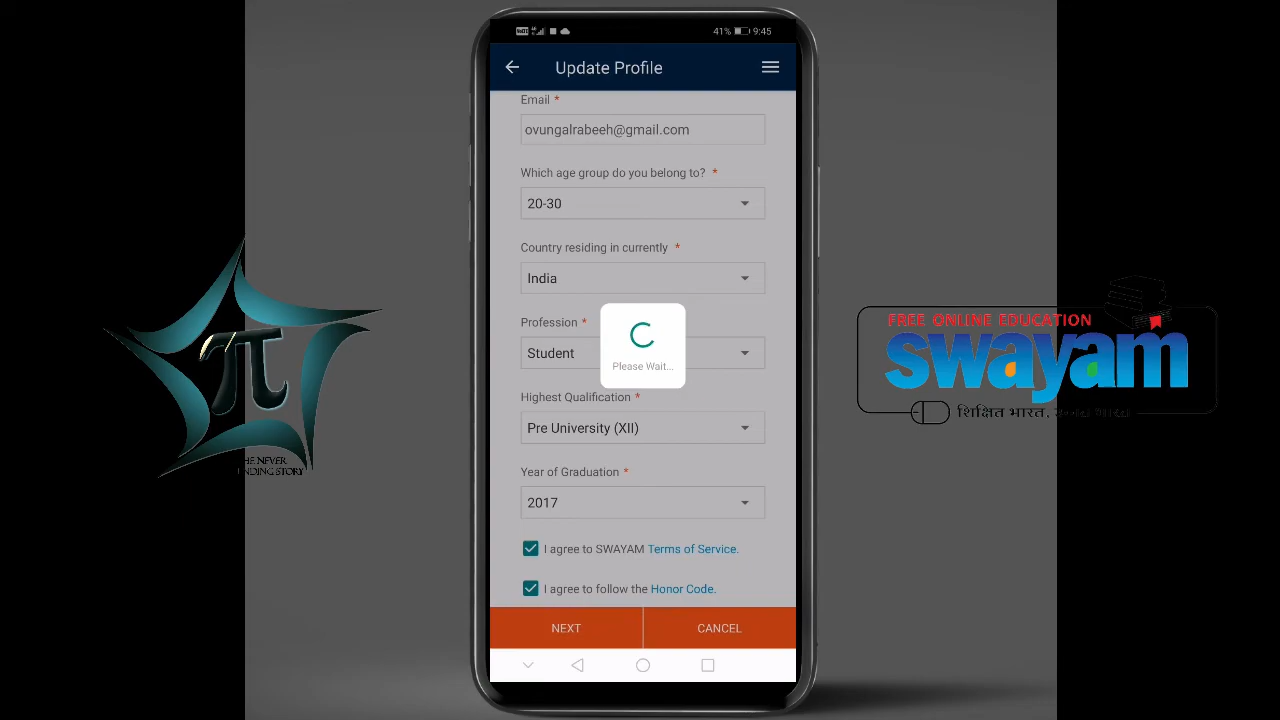 41% 9:45
Update Profile
Email *
ovungalrabeeh@gmail.com
Which age group do you belong to? *
20-30
Country residing in currently *
India
Profession *
Student
Please Wait...
Highest Qualification *
Pre University (XII)
Year of Graduation *
2017
I agree to SWAYAM Terms of Service.
I agree to follow the Honor Code.
NEXT
CANCEL
π
THE NEVER
ENDING STORY
FREE ONLINE EDUCATION
swayam
शिक्षित भारत, उन्नत भारत